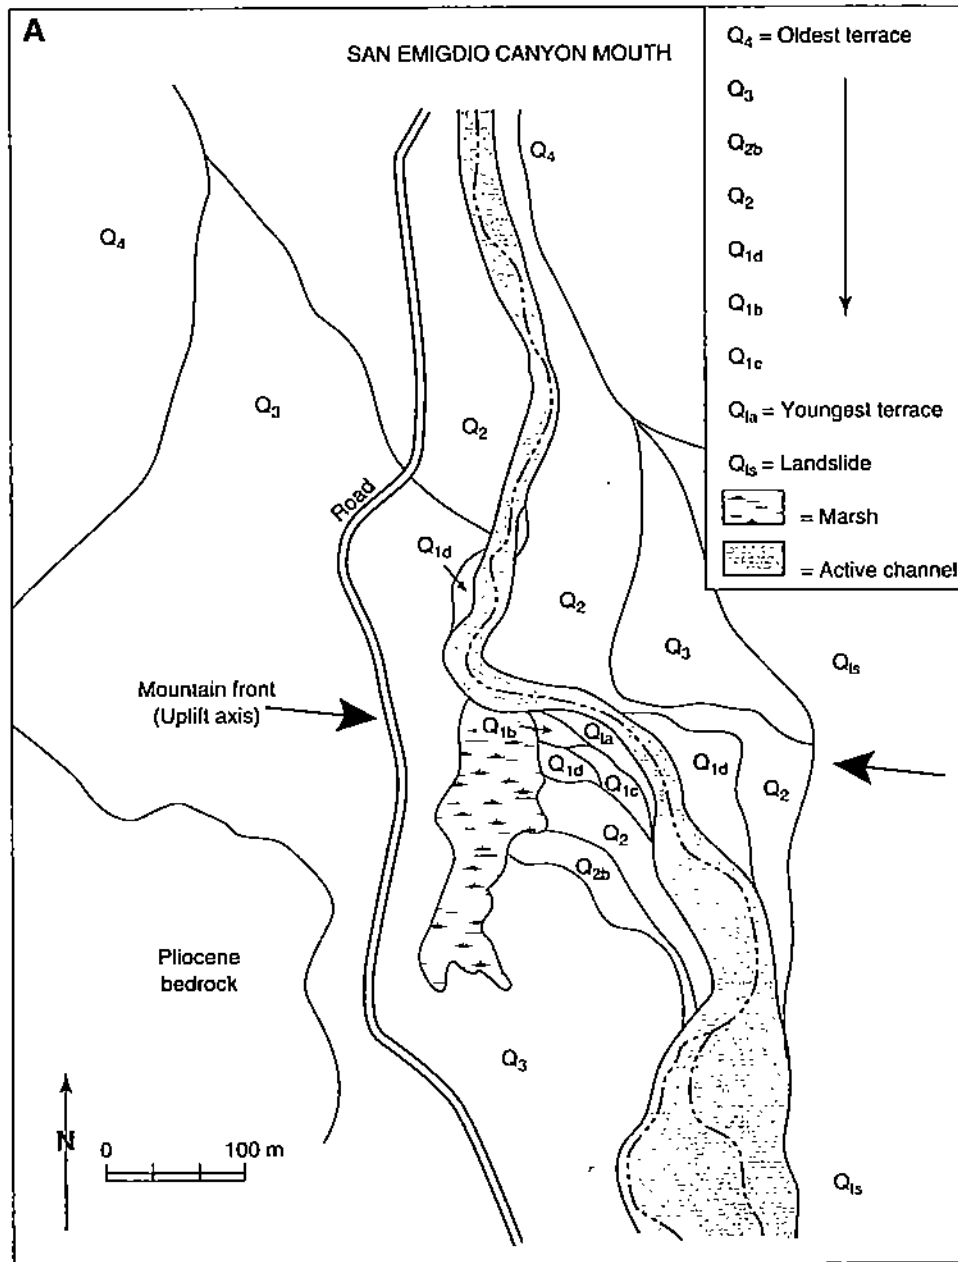 A
SAN EMIGDIO CANYON MOUTH
Q4 = Oldest terrace
Q3
Q2b
Q2
Q1d
Q1b
Q1c
Q1a = Youngest terrace
Qls = Landslide
= Marsh
= Active channel
Q4
Q4
Q3
Q2
Road
Q1d
Q2
Q3
Qls
Mountain front
(Uplift axis)
Q1b
Q1a
Q1d
Q1c
Q1d
Q2
Q2
Q2b
Pliocene
bedrock
Q3
N
0 100 m
Qls